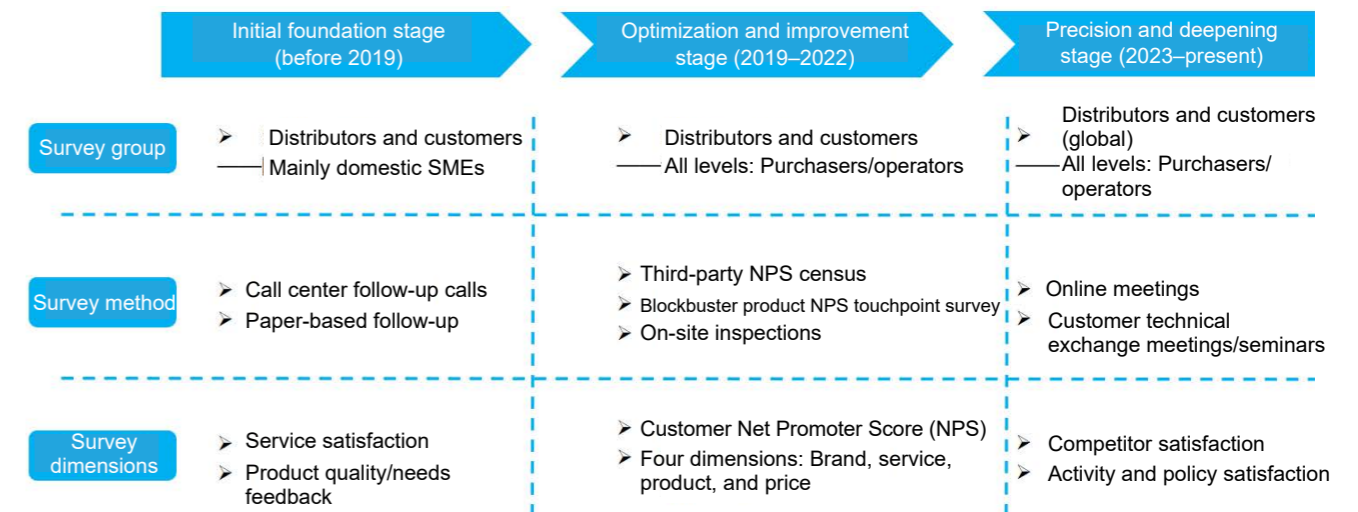 Initial foundation stage
(before 2019)
Optimization and improvement
stage (2019–2022)
Precision and deepening
stage (2023–present)
Survey group
Distributors and customers
Mainly domestic SMEs
Distributors and customers
All levels: Purchasers/operators
Distributors and customers
(global)
All levels: Purchasers/
operators
Survey method
Call center follow-up calls
Paper-based follow-up
Third-party NPS census
Blockbuster product NPS touchpoint survey
On-site inspections
Online meetings
Customer technical
exchange meetings/seminars
Survey
dimensions
Service satisfaction
Product quality/needs
feedback
Customer Net Promoter Score (NPS)
Four dimensions: Brand, service,
product, and price
Competitor satisfaction
Activity and policy satisfaction